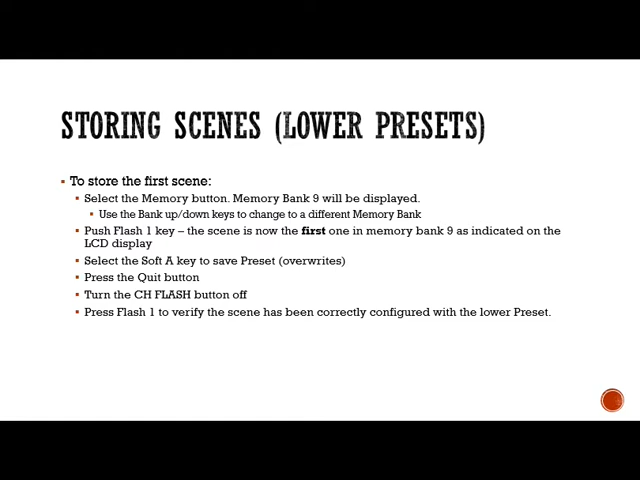 STORING SCENES (LOWER PRESETS)
▪ To store the first scene:
▪ Select the Memory button. Memory Bank 9 will be displayed.
▪ Use the Bank up/down keys to change to a different Memory Bank
▪ Push Flash 1 key – the scene is now the first one in memory bank 9 as indicated on the
LCD display
▪ Select the Soft A key to save Preset (overwrites)
▪ Press the Quit button
▪ Turn the CH FLASH button off
▪ Press Flash 1 to verify the scene has been correctly configured with the lower Preset.